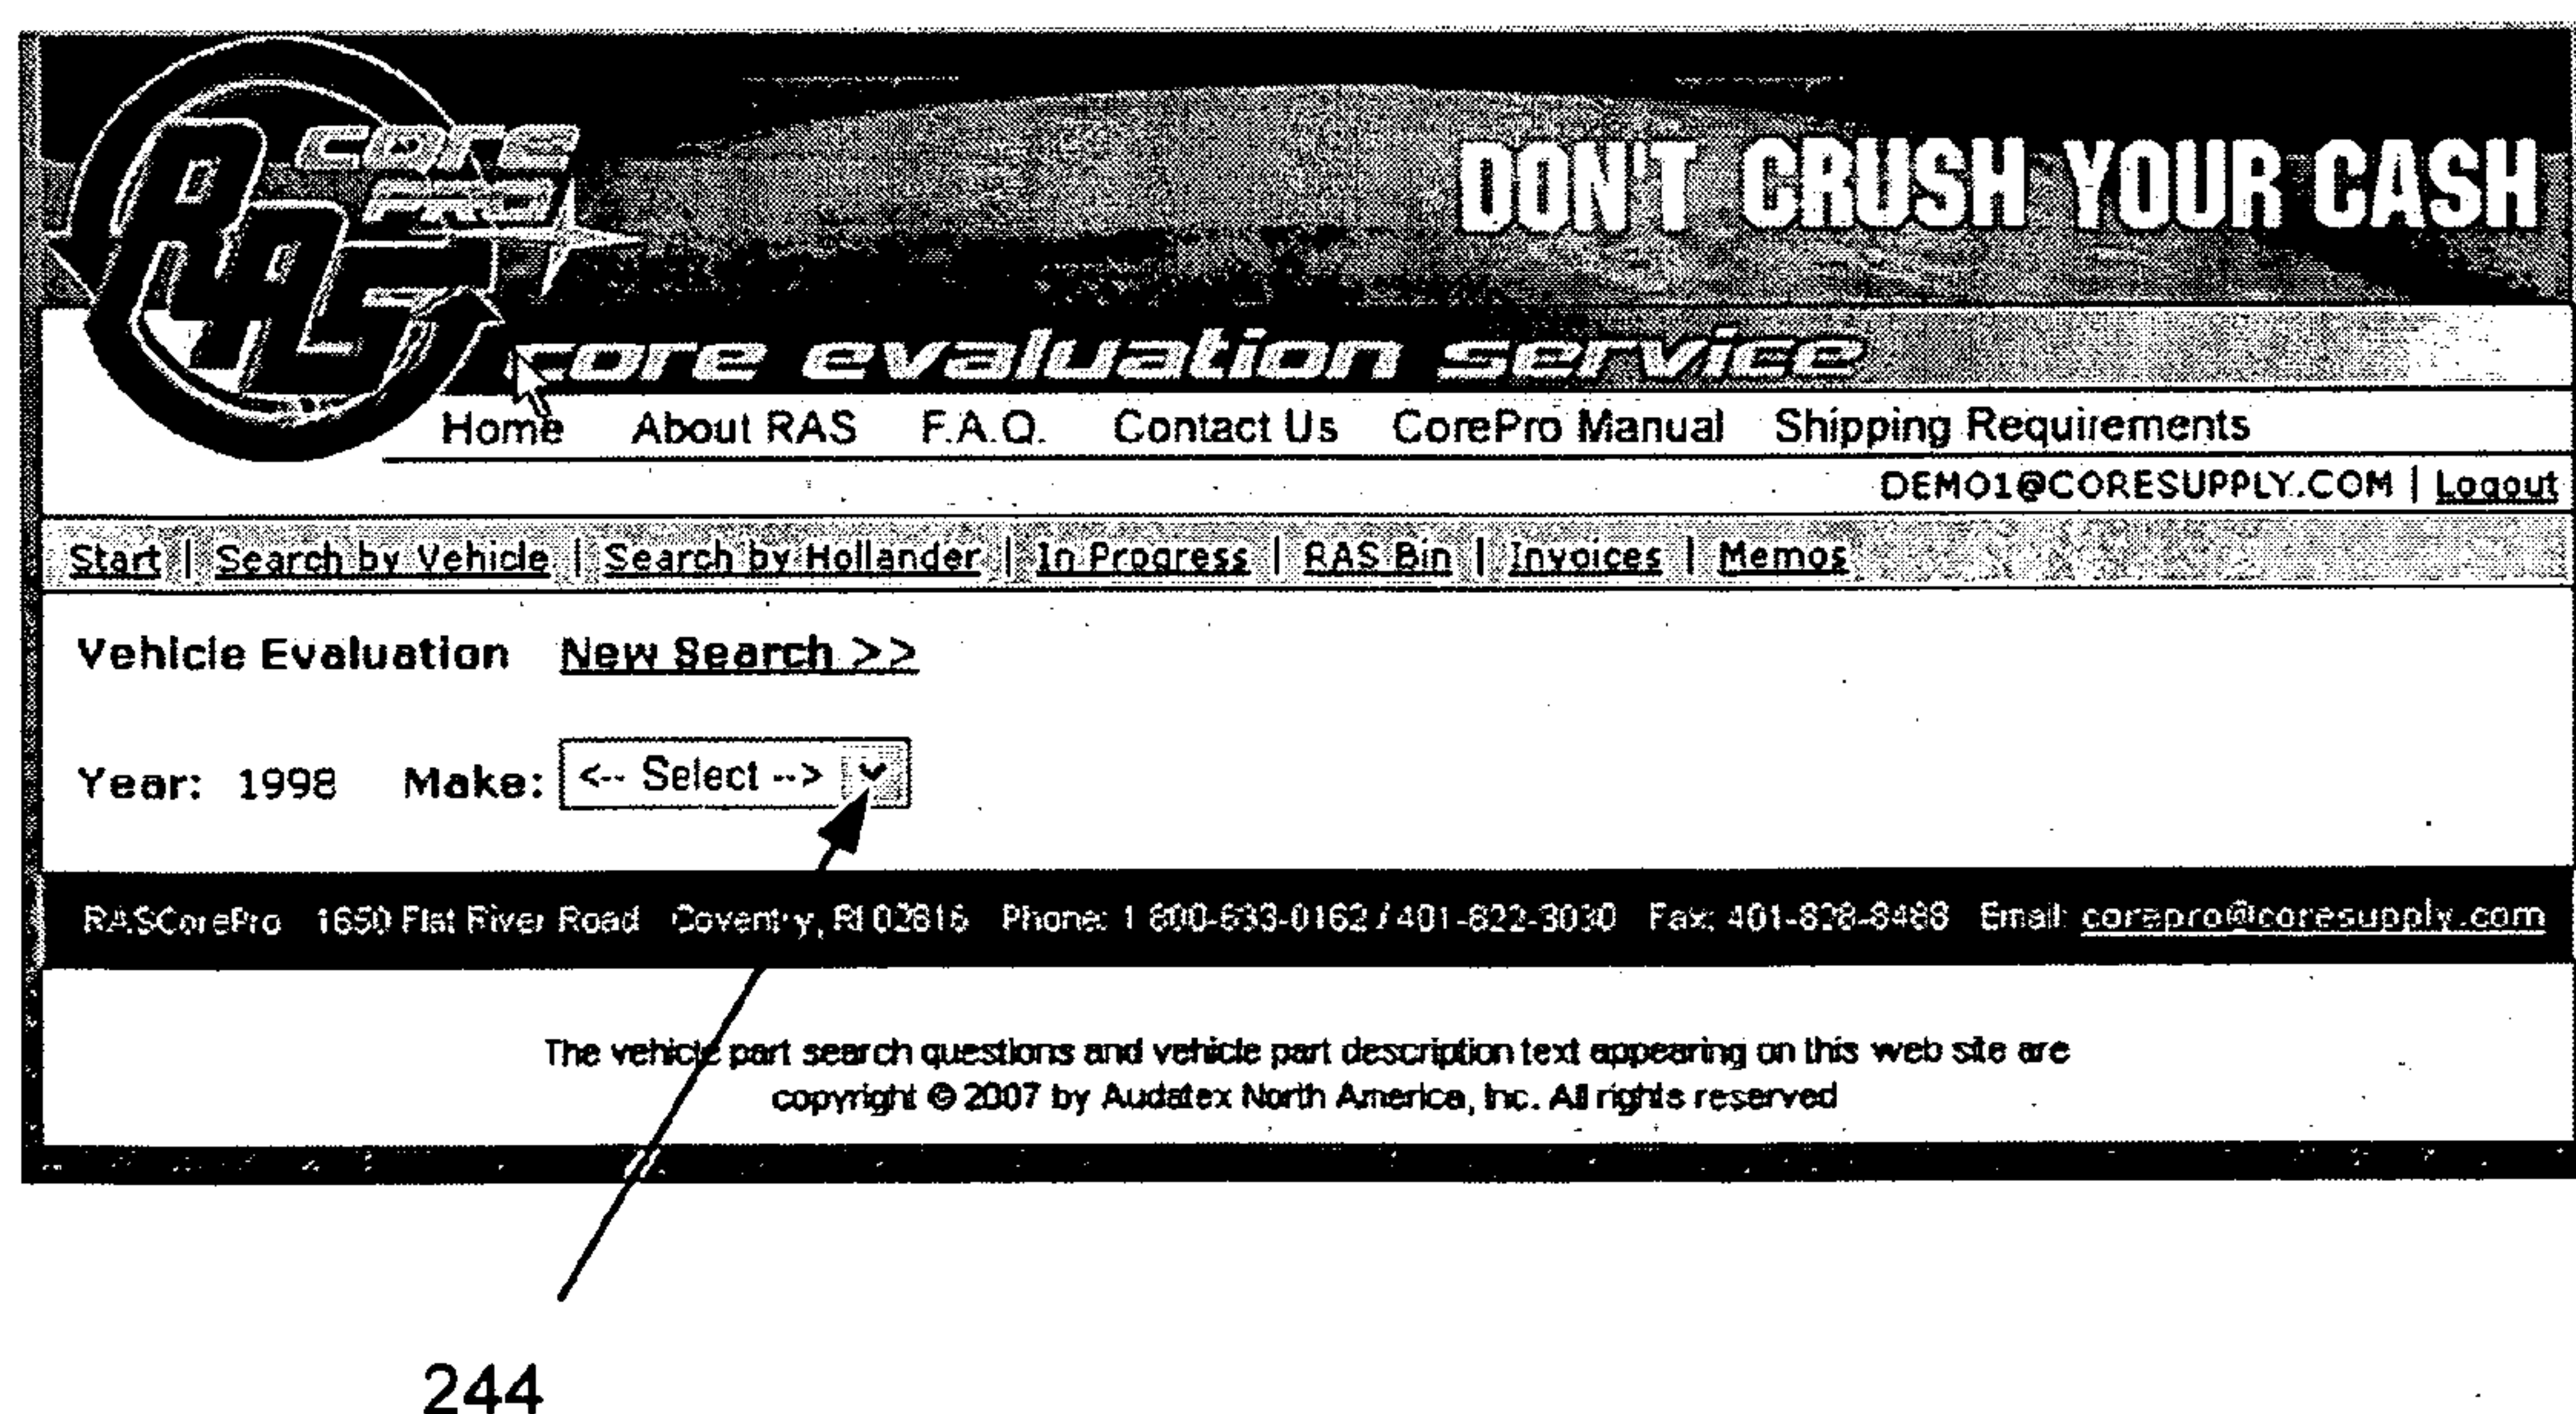 RAS CORE PRO
DON'T CRUSH YOUR CASH
core evaluation service
Home About RAS F.A.Q. Contact Us CorePro Manual Shipping Requirements
DEMO1@CORESUPPLY.COM | Logout
Start | Search by Vehicle | Search by Hollander | In Progress | RAS Bin | Invoices | Memos
Vehicle Evaluation New Search >>
Year: 1998 Make: <-- Select -->
RASCorePro 1650 Flat River Road Coventry, RI 02816 Phone: 1 800-633-0162 / 401-822-3030 Fax: 401-828-8488 Email: corepro@coresupply.com
The vehicle part search questions and vehicle part description text appearing on this web site are
copyright © 2007 by Audatex North America, Inc. All rights reserved
244